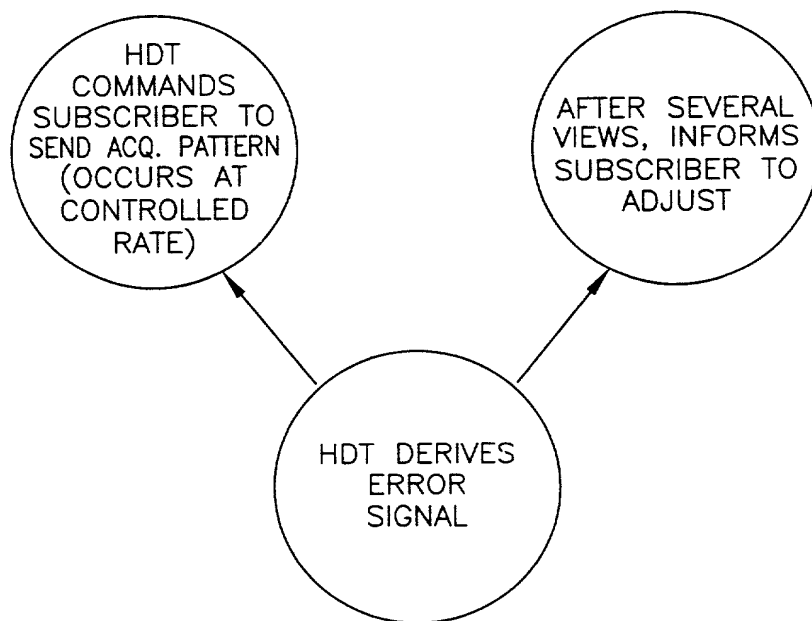 HDT
COMMANDS
SUBSCRIBER TO
SEND ACQ. PATTERN
(OCCURS AT
CONTROLLED
RATE)
AFTER SEVERAL
VIEWS, INFORMS
SUBSCRIBER TO
ADJUST
HDT DERIVES
ERROR
SIGNAL